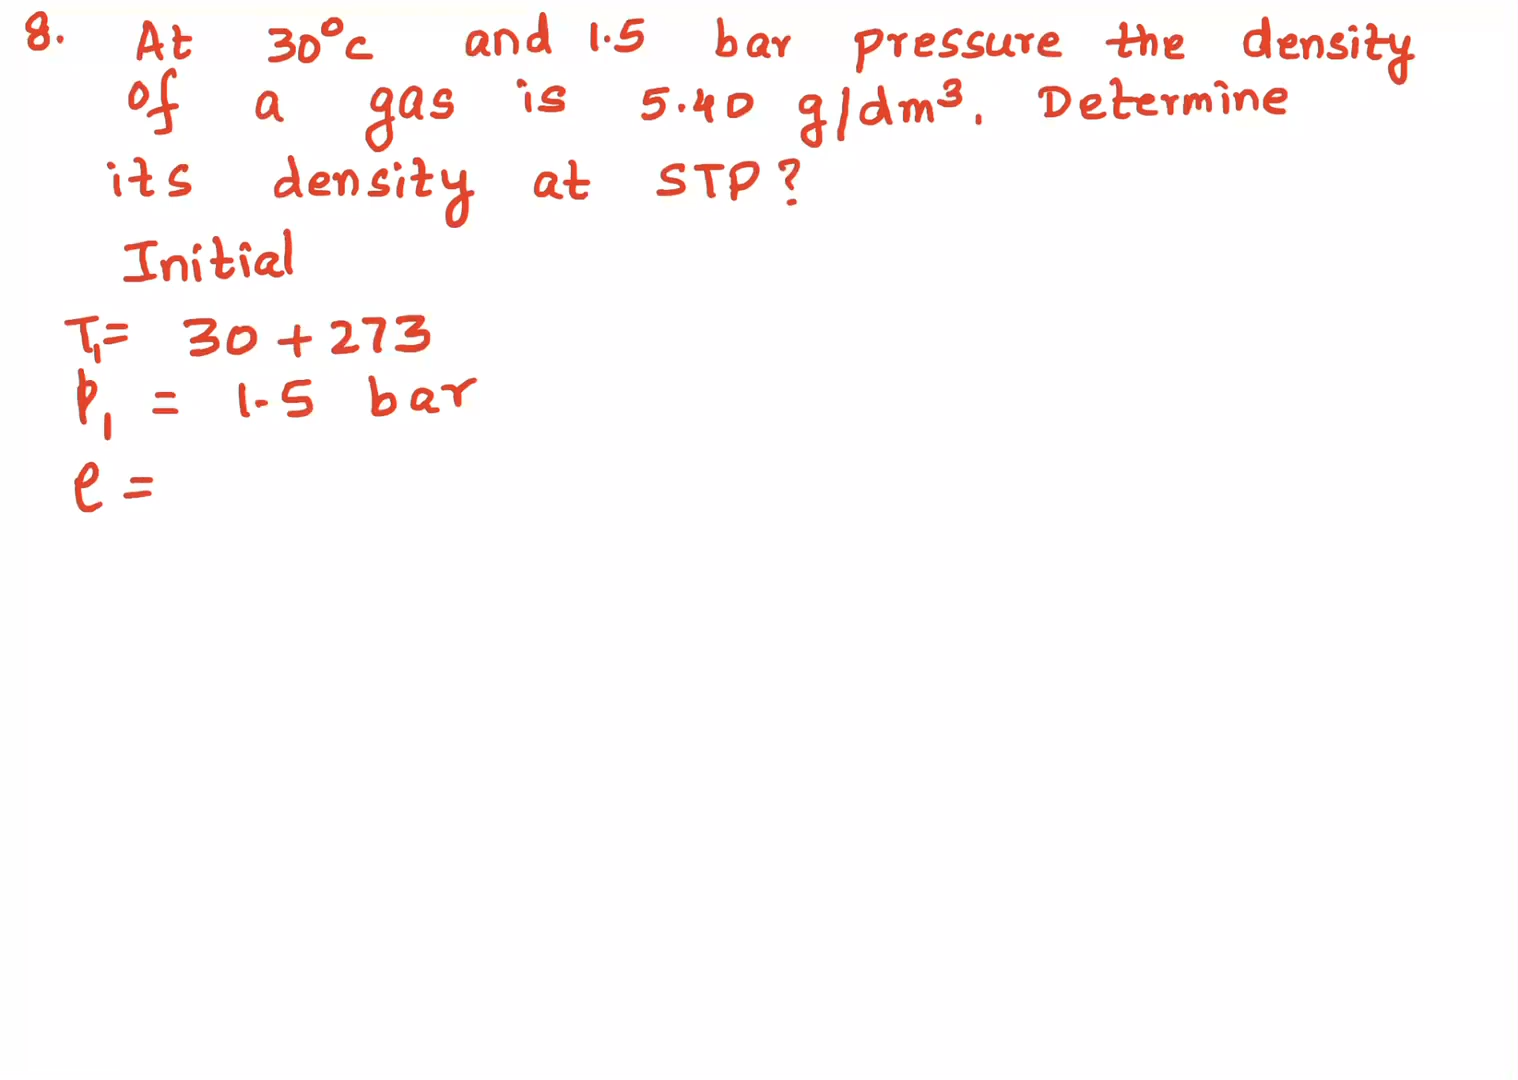 8. At 30°c and 1.5 bar pressure the density
of a gas is 5.40 g/dm³. Determine
its density at STP?
Initial
T₁= 30 + 273
P₁ = 1.5 bar
ρ =